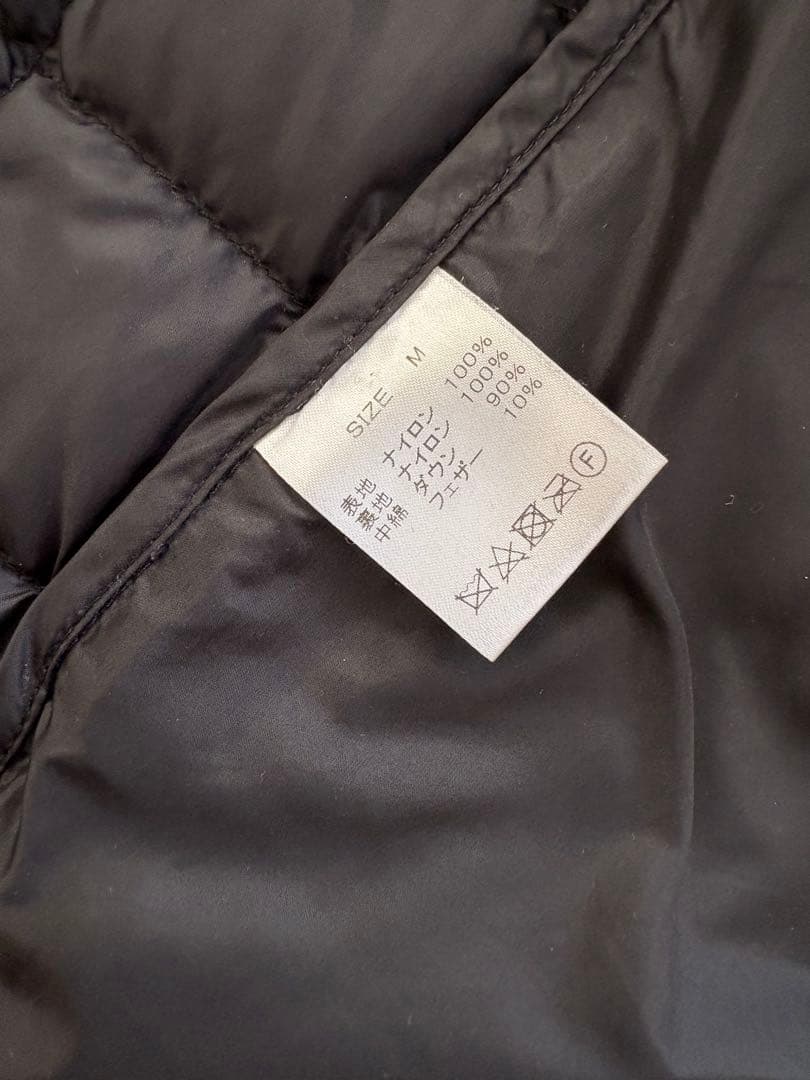 SIZE M
表地 ナイロン 100%
裏地 ナイロン 100%
中綿 ダウン 90%
フェザー 10%
F